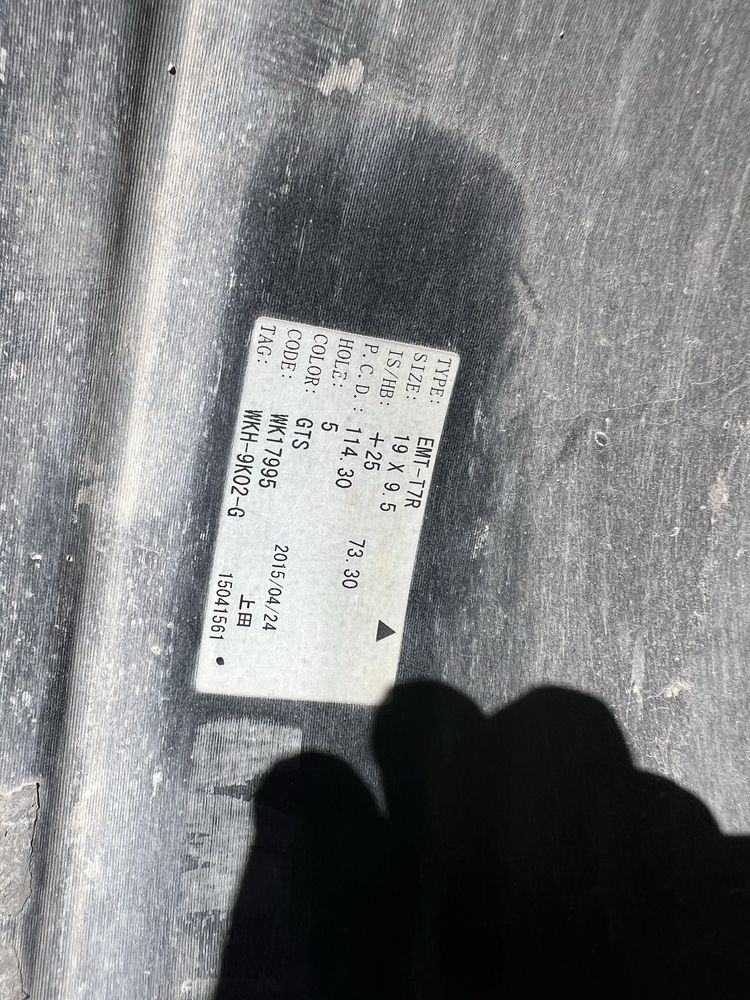 TYPE: EMT-T7R
SIZE: 19 X 9.5
IS/HB: +25 73.30
P.C.D.: 114.30
HOLE: 5
COLOR: GTS
CODE: WK17995 2015/04/24
TAG: WKH-9K02-G 上田
15041561